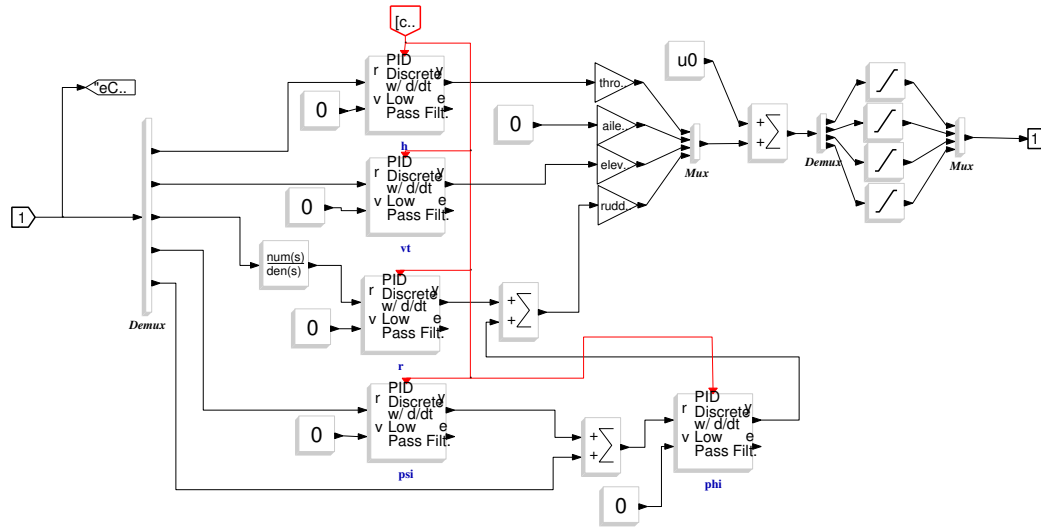 [c..
"eC..
PID
r y
Discrete
w/ d/dt
v Low e
Pass Filt.
0
h
thro..
u0
0
aile..
+
+
Σ
Demux
Mux
Mux
1
PID
r y
Discrete
w/ d/dt
v Low e
Pass Filt.
0
vt
elev..
rudd..
1
num(s)
den(s)
Demux
PID
r y
Discrete
w/ d/dt
v Low e
Pass Filt.
0
r
+
+
Σ
PID
r y
Discrete
w/ d/dt
v Low e
Pass Filt.
0
psi
+
+
Σ
PID
r y
Discrete
w/ d/dt
v Low e
Pass Filt.
0
phi